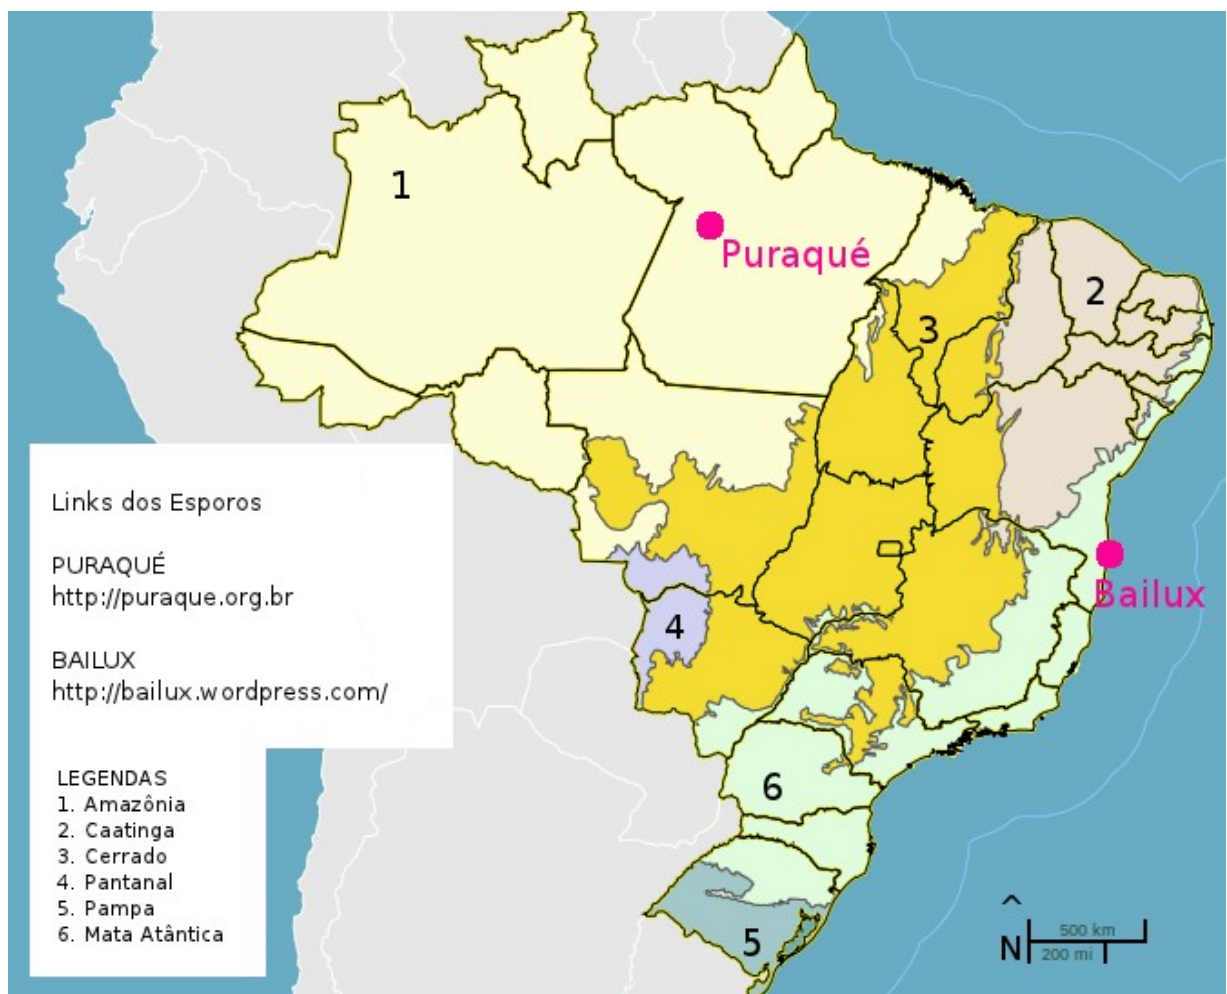 1
Puraqué
2
3
Links dos Esporos
PURAQUÉ
http://puraque.org.br
BAILUX
http://bailux.wordpress.com/
Bailux
4
6
LEGENDAS
1. Amazônia
2. Caatinga
3. Cerrado
4. Pantanal
5. Pampa
6. Mata Atântica
5
^
N
500 km
200 mi